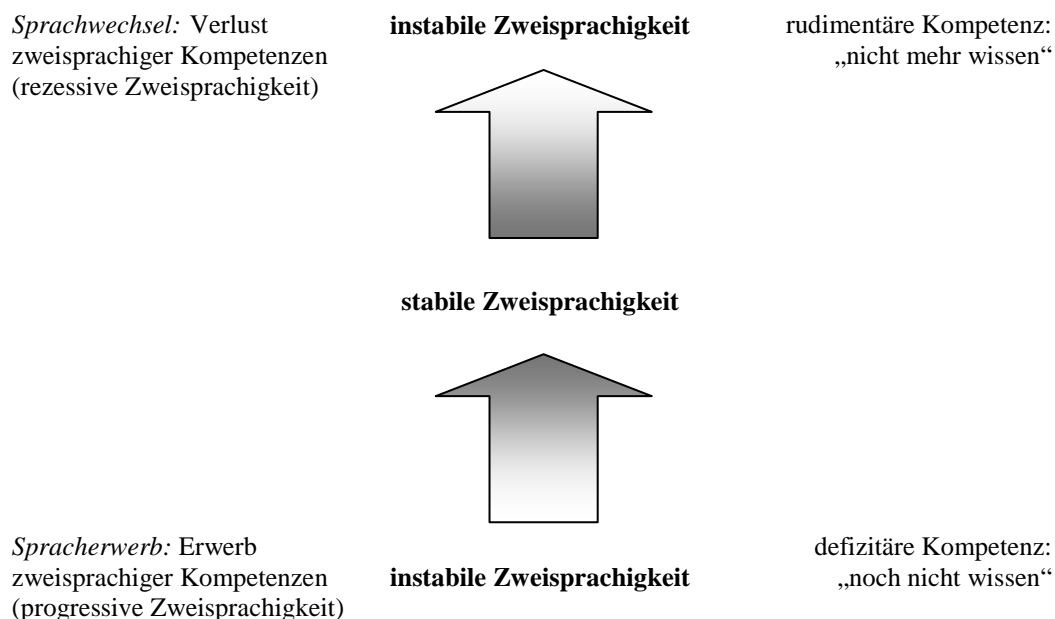 Sprachwechsel: Verlust
zweisprachiger Kompetenzen
(rezessive Zweisprachigkeit)
instabile Zweisprachigkeit
rudimentäre Kompetenz:
„nicht mehr wissen“
stabile Zweisprachigkeit
Spracherwerb: Erwerb
zweisprachiger Kompetenzen
(progressive Zweisprachigkeit)
instabile Zweisprachigkeit
defizitäre Kompetenz:
„noch nicht wissen“